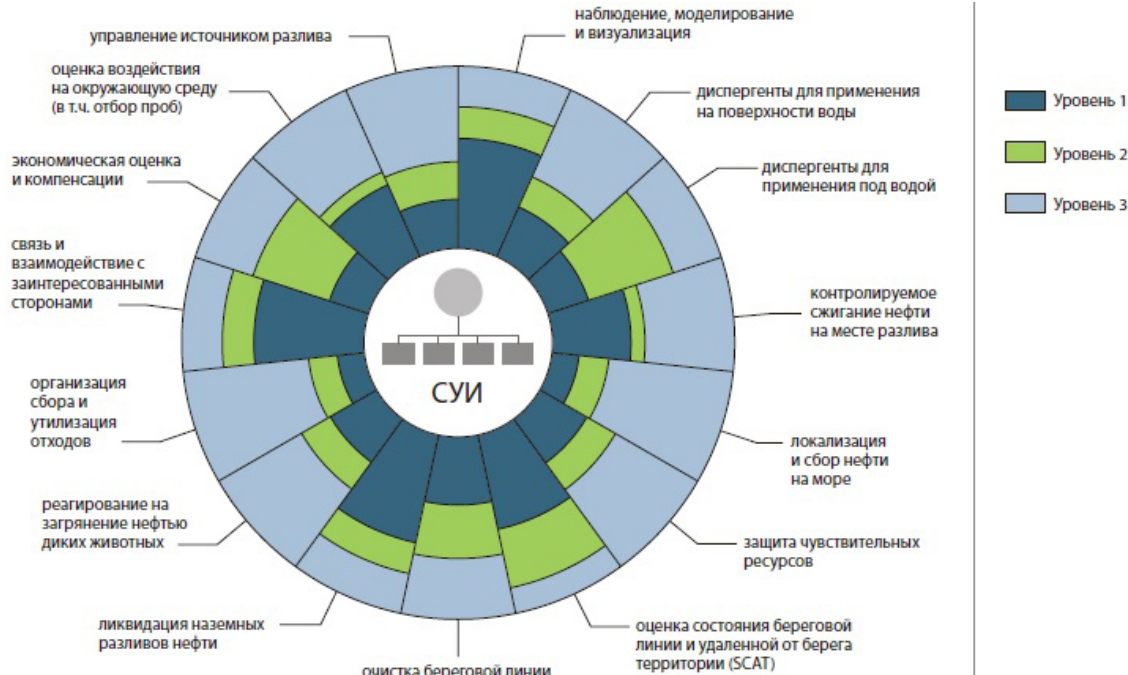 наблюдение, моделирование
и визуализация
диспергенты для применения
на поверхности воды
диспергенты для
применения под водой
контролируемое
сжигание нефти
на месте разлива
локализация
и сбор нефти
на море
защита чувствительных
ресурсов
оценка состояния береговой
линии и удаленной от берега
территории (SCAT)
очистка береговой линии
ликвидация наземных
разливов нефти
реагирование на
загрянение нефтью
диких животных
организация
сбора и
утилизация
отходов
связь и
взаимодействие с
заинтересованными
сторонами
экономическая оценка
и компенсации
оценка воздействия
на окружающую среду
(в т.ч. отбор проб)
управление источником разлива
СУИ
Уровень 1
Уровень 2
Уровень 3